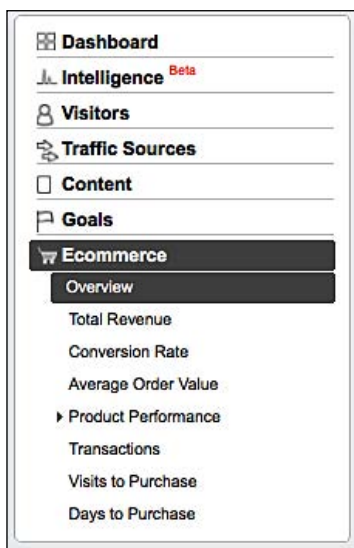 Dashboard
Intelligence Beta
Visitors
Traffic Sources
Content
Goals
Ecommerce
Overview
Total Revenue
Conversion Rate
Average Order Value
Product Performance
Transactions
Visits to Purchase
Days to Purchase